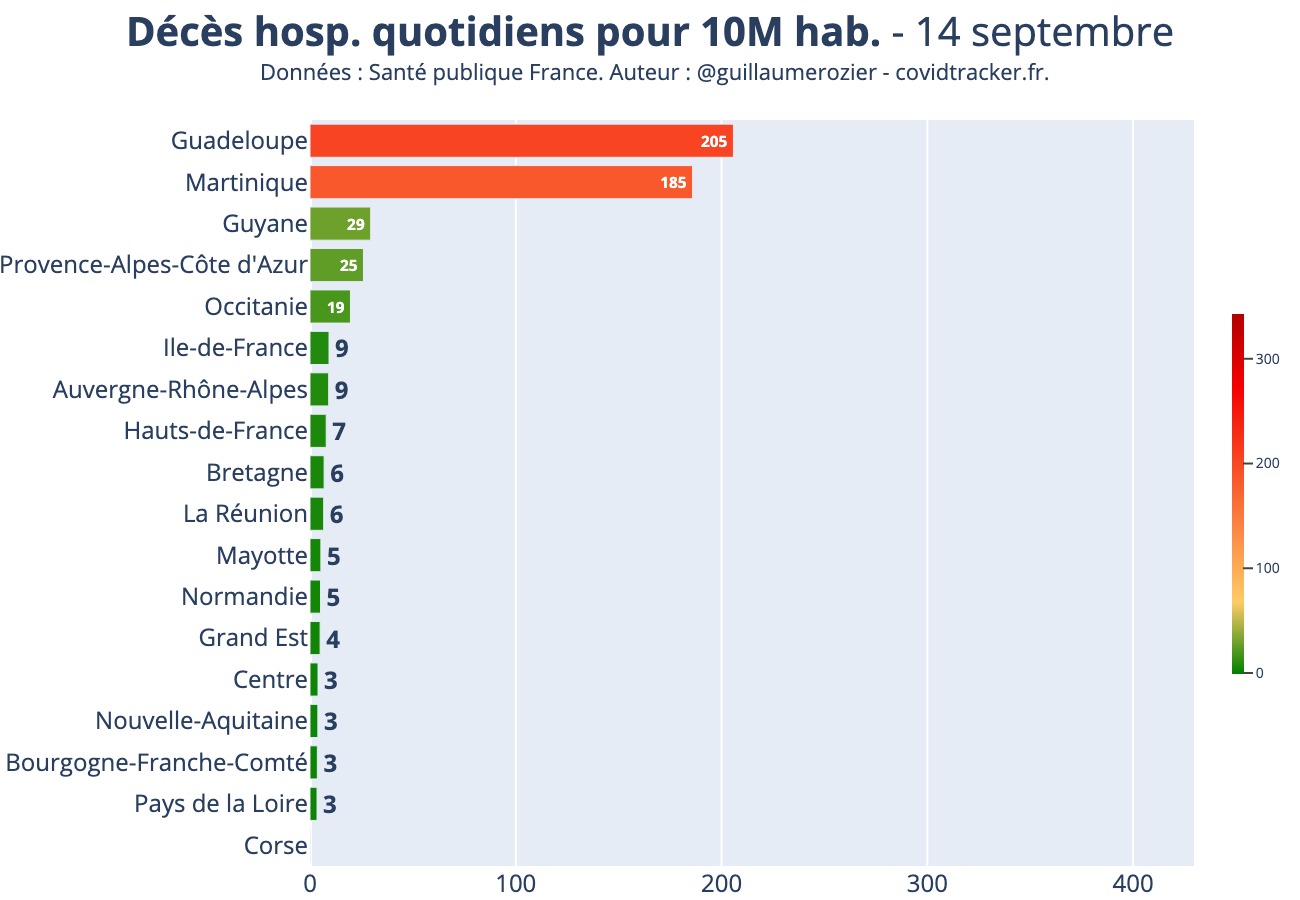 Décès hosp. quotidiens pour 10M hab. - 14 septembre
Données : Santé publique France. Auteur : @guillaumerozier - covidtracker.fr.
Guadeloupe 205
Martinique 185
Guyane 29
Provence-Alpes-Côte d'Azur 25
Occitanie 19
Ile-de-France 9
Auvergne-Rhône-Alpes 9
Hauts-de-France 7
Bretagne 6
La Réunion 6
Mayotte 5
Normandie 5
Grand Est 4
Centre 3
Nouvelle-Aquitaine 3
Bourgogne-Franche-Comté 3
Pays de la Loire 3
Corse
0 100 200 300 400
300
200
100
0